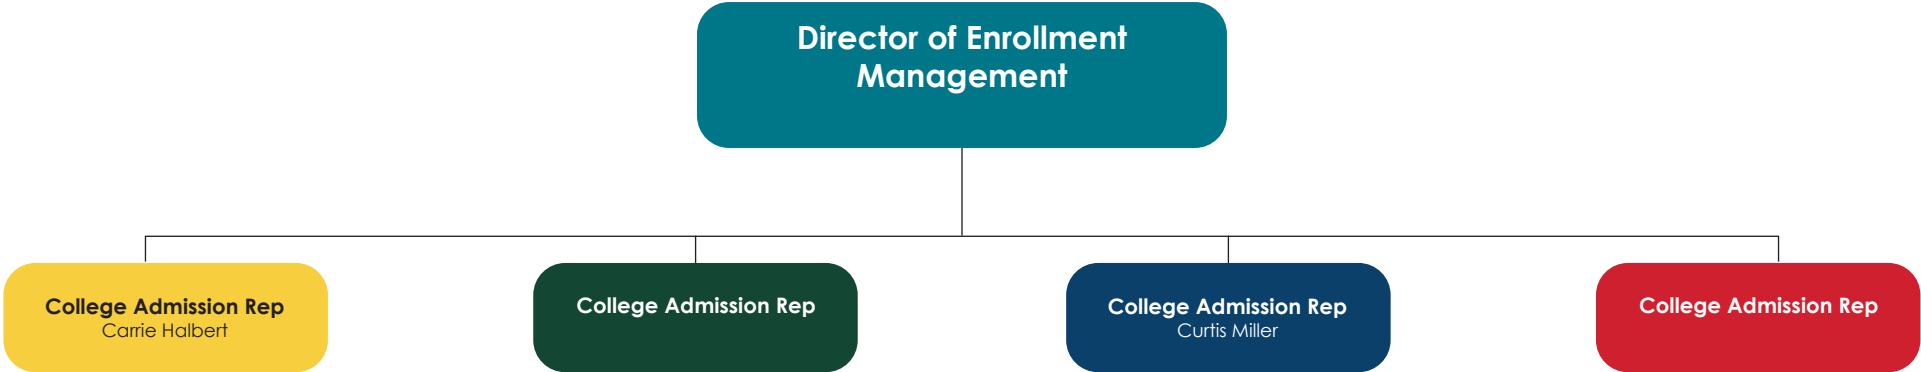 Director of Enrollment
Management
College Admission Rep
Carrie Halbert
College Admission Rep
College Admission Rep
Curtis Miller
College Admission Rep